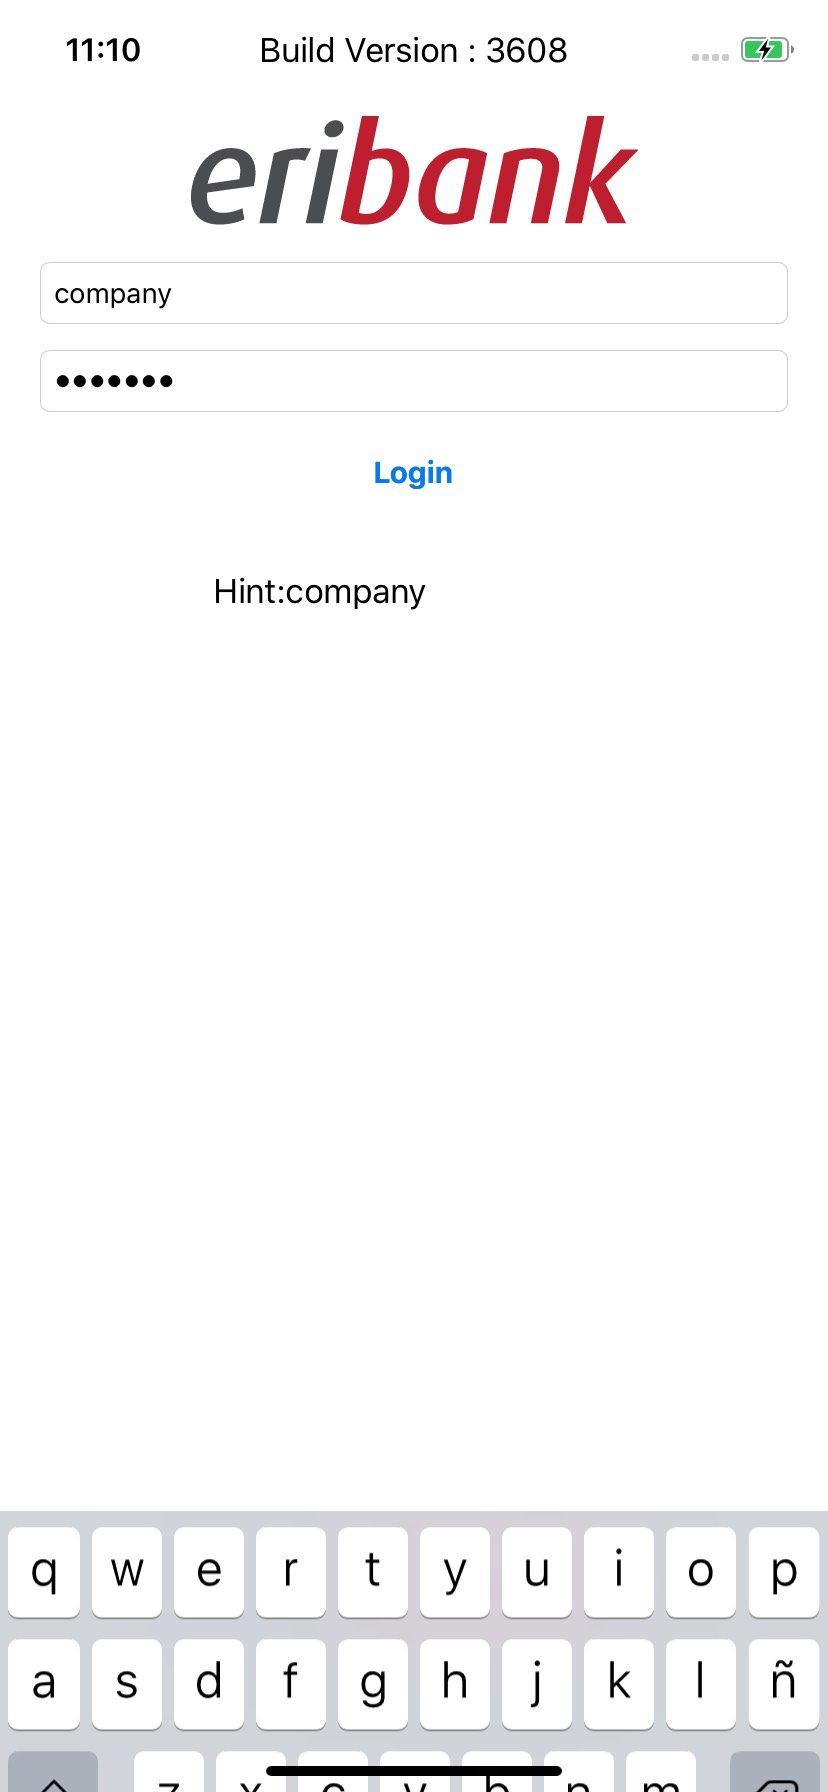 11:10 Build Version : 3608
eribank
company
•••••••
Login
Hint:company
q w e r t y u i o p
a s d f g h j k l ñ
z x c v b n m